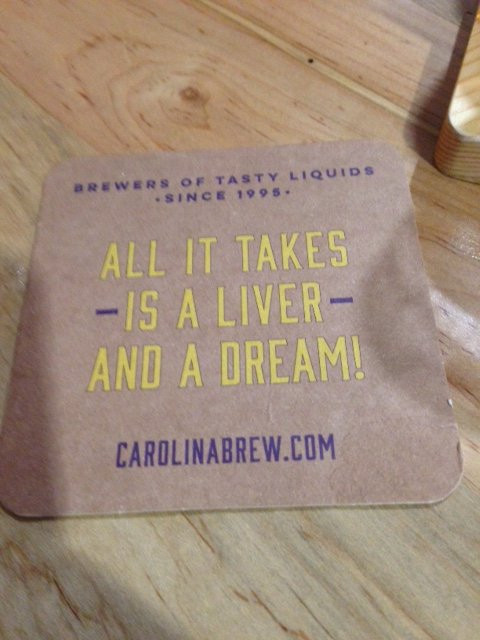 BREWERS OF TASTY LIQUIDS
•SINCE 1995•
ALL IT TAKES
—IS A LIVER—
AND A DREAM!
CAROLINABREW.COM